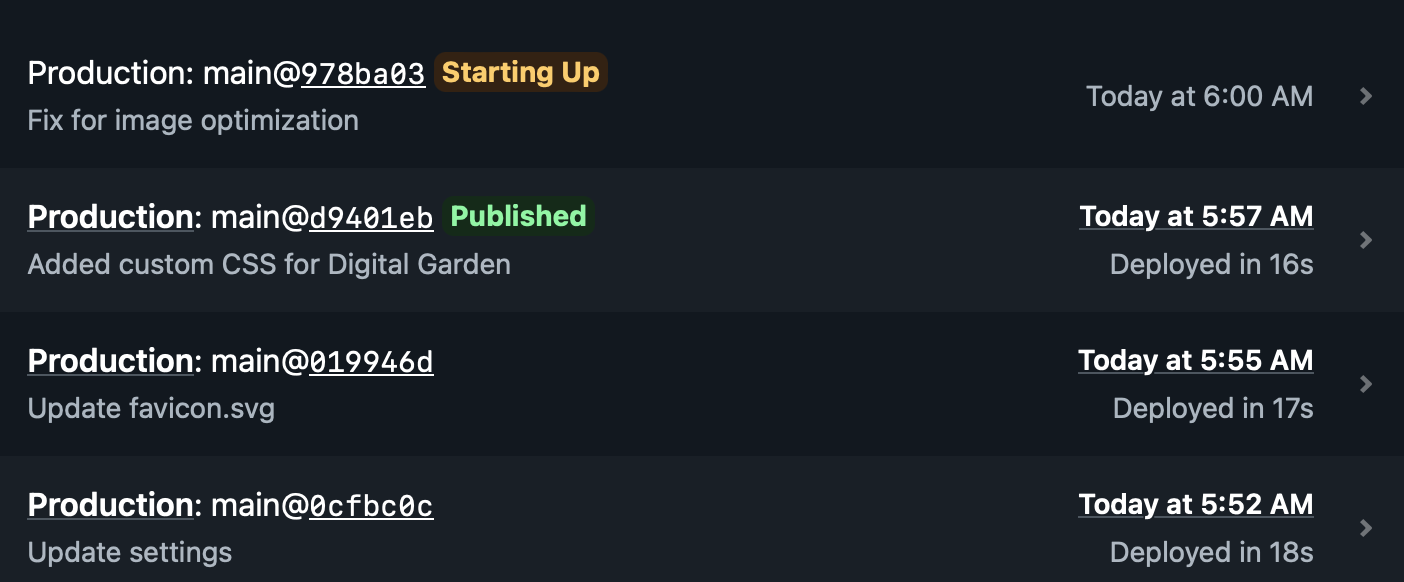 Production: main@978ba03 Starting Up
Fix for image optimization
Today at 6:00 AM
Production: main@d9401eb Published
Added custom CSS for Digital Garden
Today at 5:57 AM
Deployed in 16s
Production: main@019946d
Update favicon.svg
Today at 5:55 AM
Deployed in 17s
Production: main@0cfbc0c
Update settings
Today at 5:52 AM
Deployed in 18s